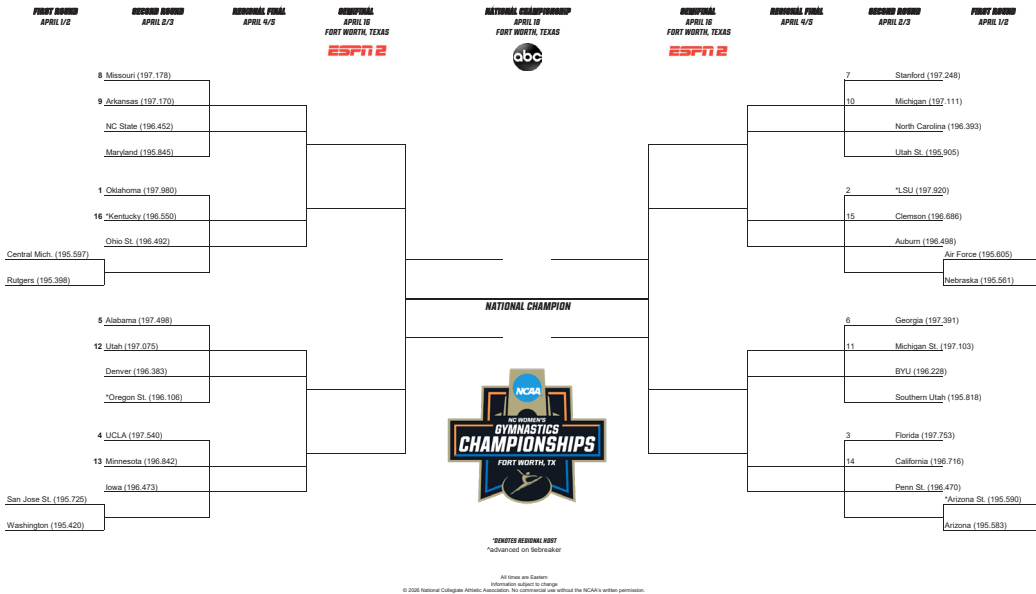 FIRST ROUND
APRIL 1/2
SECOND ROUND
APRIL 2/3
REGIONAL FINAL
APRIL 4/5
SEMIFINAL
APRIL 16
FORT WORTH, TEXAS
ESPN 2
NATIONAL CHAMPIONSHIP
APRIL 18
FORT WORTH, TEXAS
abc
SEMIFINAL
APRIL 16
FORT WORTH, TEXAS
ESPN 2
REGIONAL FINAL
APRIL 4/5
SECOND ROUND
APRIL 2/3
FIRST ROUND
APRIL 1/2
8 Missouri (197.178)
9 Arkansas (197.170)
NC State (196.452)
Maryland (195.845)
1 Oklahoma (197.980)
16 *Kentucky (196.550)
Ohio St. (196.492)
Central Mich. (195.597)
Rutgers (195.398)
5 Alabama (197.498)
12 Utah (197.075)
Denver (196.383)
*Oregon St. (196.106)
4 UCLA (197.540)
13 Minnesota (196.842)
Iowa (196.473)
San Jose St. (195.725)
Washington (195.420)
7 Stanford (197.248)
10 Michigan (197.111)
North Carolina (196.393)
Utah St. (195.905)
2 *LSU (197.920)
15 Clemson (196.686)
Auburn (196.498)
Air Force (195.605)
Nebraska (195.561)
6 Georgia (197.391)
11 Michigan St. (197.103)
BYU (196.228)
Southern Utah (195.818)
3 Florida (197.753)
14 California (196.716)
Penn St. (196.470)
*Arizona St. (195.590)
Arizona (195.583)
NATIONAL CHAMPION
NCAA
NC WOMEN'S
GYMNASTICS
CHAMPIONSHIPS
FORT WORTH, TX
*DENOTES REGIONAL HOST
^advanced on tiebreaker
All times are Eastern
Information subject to change
© 2026 National Collegiate Athletic Association. No commercial use without the NCAA's written permission.